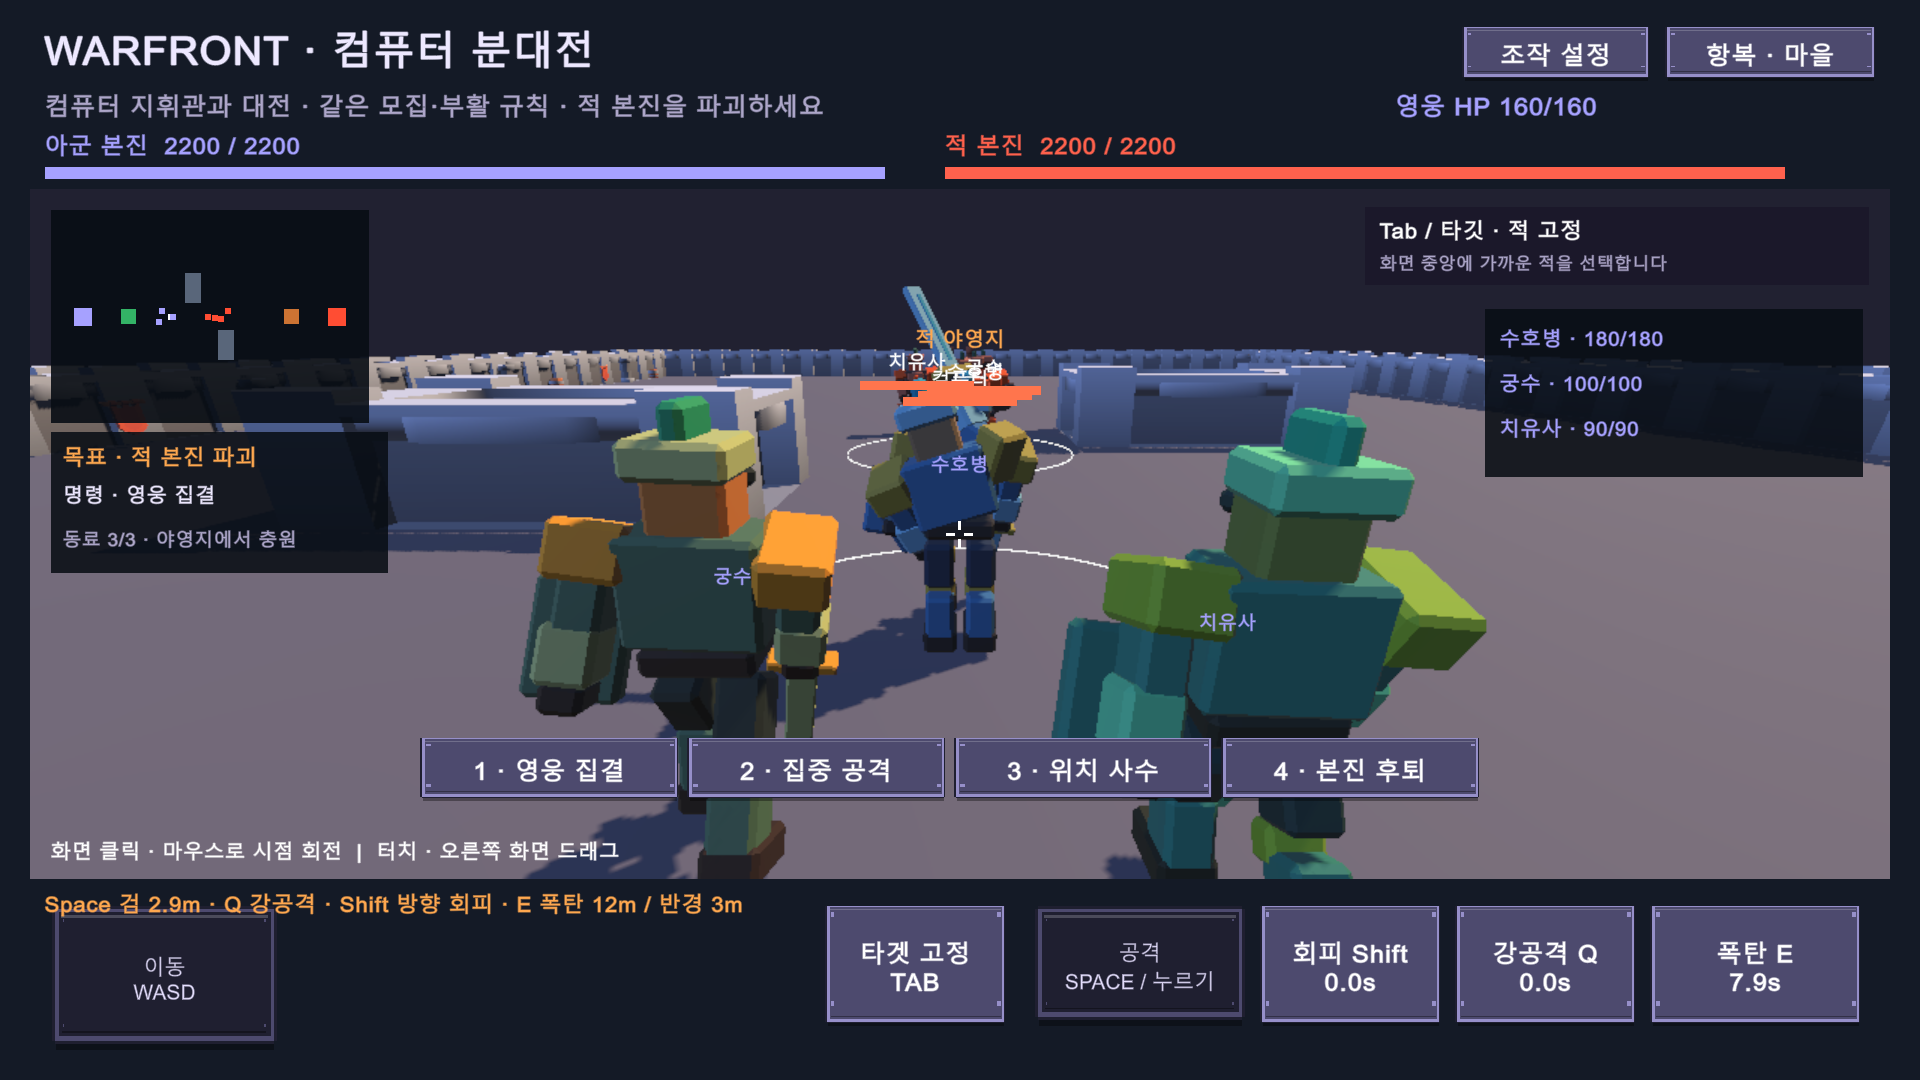 WARFRONT · 컴퓨터 분대전
조작 설정
항복 · 마을
컴퓨터 지휘관과 대전 · 같은 모집·부활 규칙 · 적 본진을 파괴하세요
영웅 HP 160/160
아군 본진 2200 / 2200
적 본진 2200 / 2200
Tab / 타깃 · 적 고정
화면 중앙에 가까운 적을 선택합니다
수호병 · 180/180
궁수 · 100/100
치유사 · 90/90
목표 · 적 본진 파괴
명령 · 영웅 집결
동료 3/3 · 야영지에서 충원
적 야영지
치유사
수호병
궁수
치유사
1 · 영웅 집결
2 · 집중 공격
3 · 위치 사수
4 · 본진 후퇴
화면 클릭 · 마우스로 시점 회전 | 터치 · 오른쪽 화면 드래그
Space 검 2.9m · Q 강공격 · Shift 방향 회피 · E 폭탄 12m / 반경 3m
이동
WASD
타겟 고정
TAB
공격
SPACE / 누르기
회피 Shift
0.0s
강공격 Q
0.0s
폭탄 E
7.9s